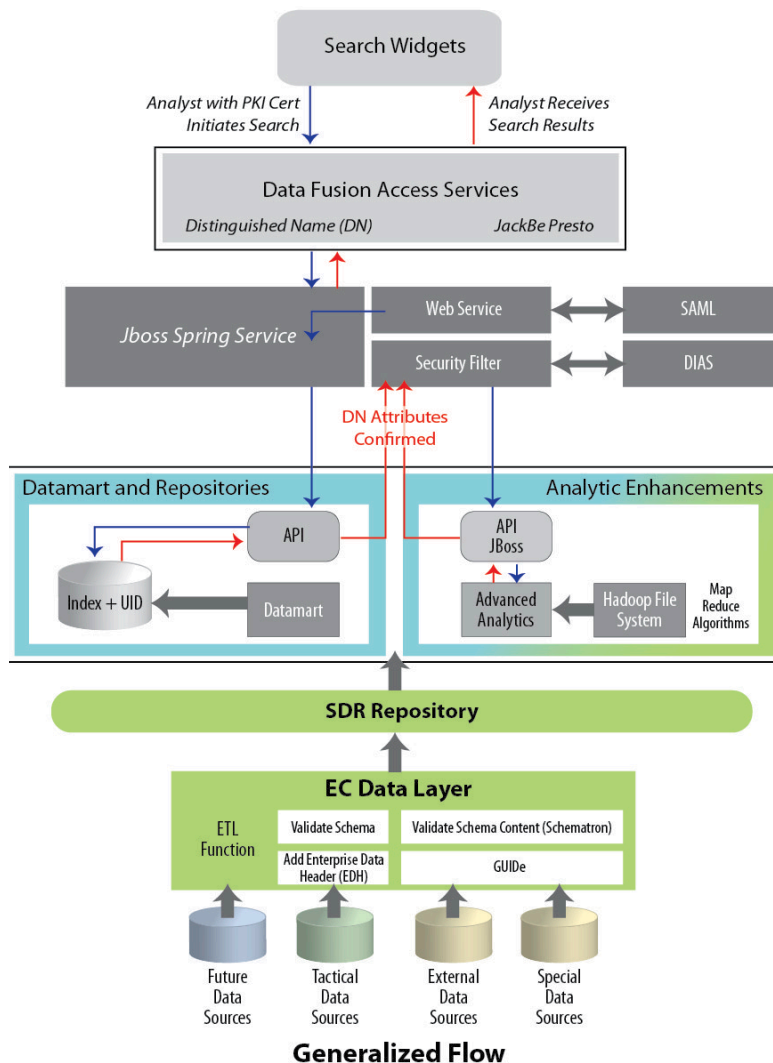 Search Widgets
Analyst with PKI Cert
Initiates Search
Analyst Receives
Search Results
Data Fusion Access Services
Distinguished Name (DN)
JackBe Presto
Jboss Spring Service
Web Service
SAML
Security Filter
DIAS
DN Attributes
Confirmed
Datamart and Repositories
API
Index + UID
Datamart
Analytic Enhancements
API
JBoss
Advanced
Analytics
Hadoop File
System
Map
Reduce
Algorithms
SDR Repository
EC Data Layer
ETL
Function
Validate Schema
Validate Schema Content (Schematron)
Add Enterprise Data
Header (EDH)
GUIDe
Future
Data
Sources
Tactical
Data
Sources
External
Data
Sources
Special
Data
Sources
Generalized Flow